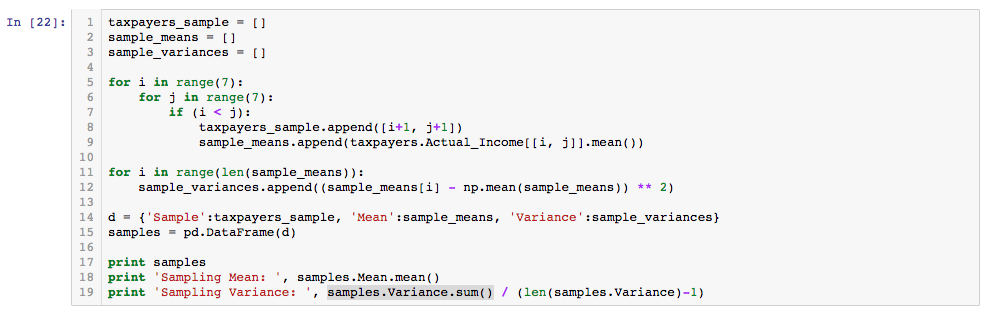 In [22]:
1 taxpayers_sample = []
2 sample_means = []
3 sample_variances = []
4
5 for i in range(7):
6     for j in range(7):
7         if (i < j):
8             taxpayers_sample.append([i+1, j+1])
9             sample_means.append(taxpayers.Actual_Income[[i, j]].mean())
10
11 for i in range(len(sample_means)):
12     sample_variances.append((sample_means[i] - np.mean(sample_means)) ** 2)
13
14 d = {'Sample':taxpayers_sample, 'Mean':sample_means, 'Variance':sample_variances}
15 samples = pd.DataFrame(d)
16
17 print samples
18 print 'Sampling Mean: ', samples.Mean.mean()
19 print 'Sampling Variance: ', samples.Variance.sum() / (len(samples.Variance)-1)